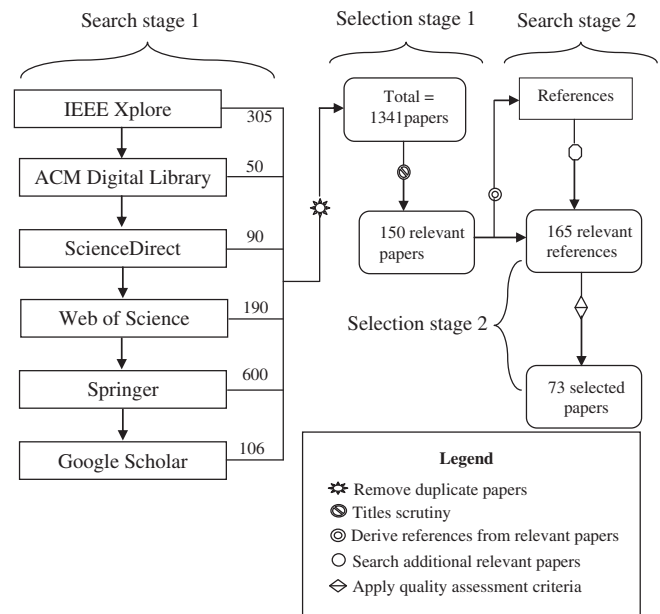 Search stage 1
Selection stage 1
Search stage 2
IEEE Xplore
305
ACM Digital Library
50
ScienceDirect
90
Web of Science
190
Springer
600
Google Scholar
106
Total =
1341papers
150 relevant
papers
References
165 relevant
references
Selection stage 2
73 selected
papers
Legend
Remove duplicate papers
Titles scrutiny
Derive references from relevant papers
Search additional relevant papers
Apply quality assessment criteria